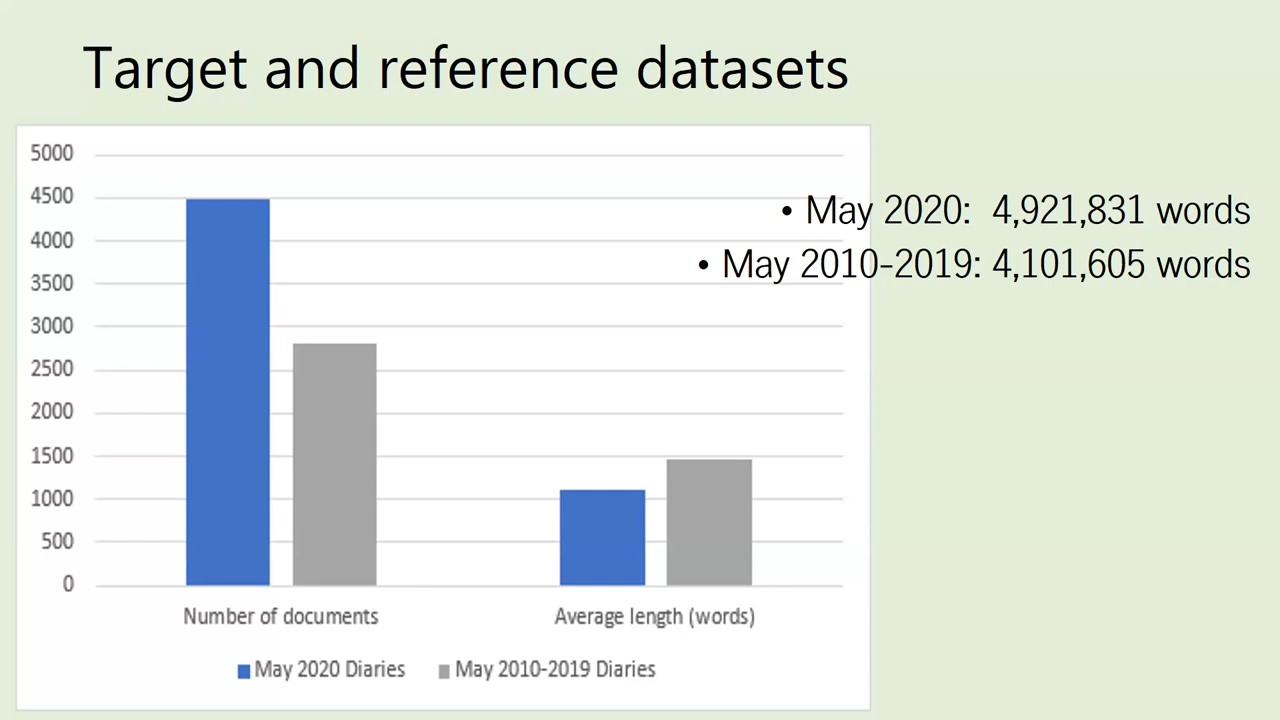 Target and reference datasets
• May 2020: 4,921,831 words
• May 2010-2019: 4,101,605 words
5000
4500
4000
3500
3000
2500
2000
1500
1000
500
0
Number of documents
Average length (words)
May 2020 Diaries
May 2010-2019 Diaries